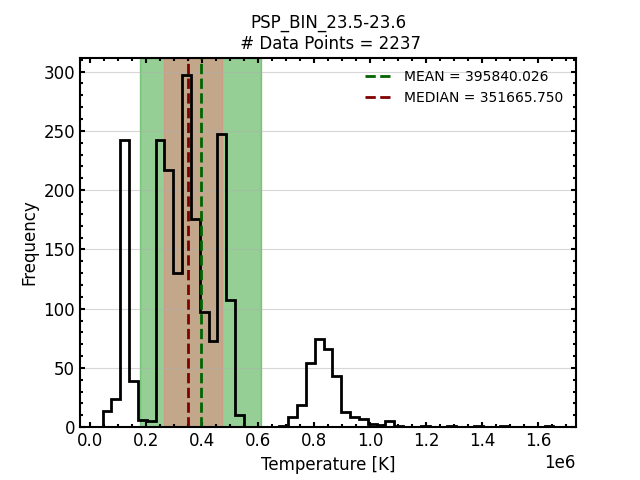 PSP_BIN_23.5-23.6
# Data Points = 2237
MEAN = 395840.026
MEDIAN = 351665.750
300
250
200
150
100
50
0
Frequency
0.0 0.2 0.4 0.6 0.8 1.0 1.2 1.4 1.6
1e6
Temperature [K]